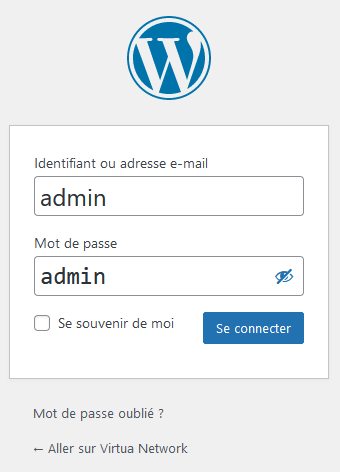 Identifiant ou adresse e-mail
admin
Mot de passe
admin
Se souvenir de moi
Se connecter
Mot de passe oublié ?
← Aller sur Virtua Network